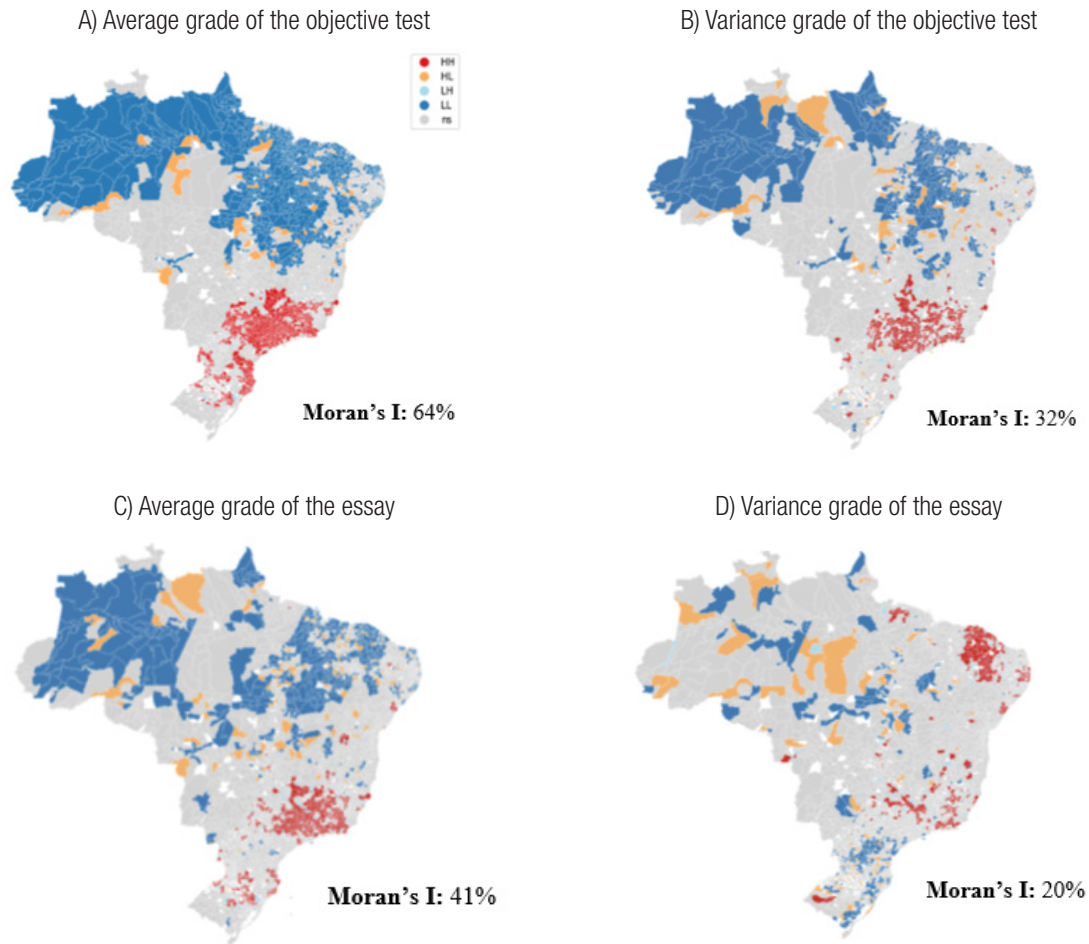 A) Average grade of the objective test
B) Variance grade of the objective test
HH
HL
LH
LL
ns
Moran's I: 64%
Moran's I: 32%
C) Average grade of the essay
D) Variance grade of the essay
Moran's I: 41%
Moran's I: 20%